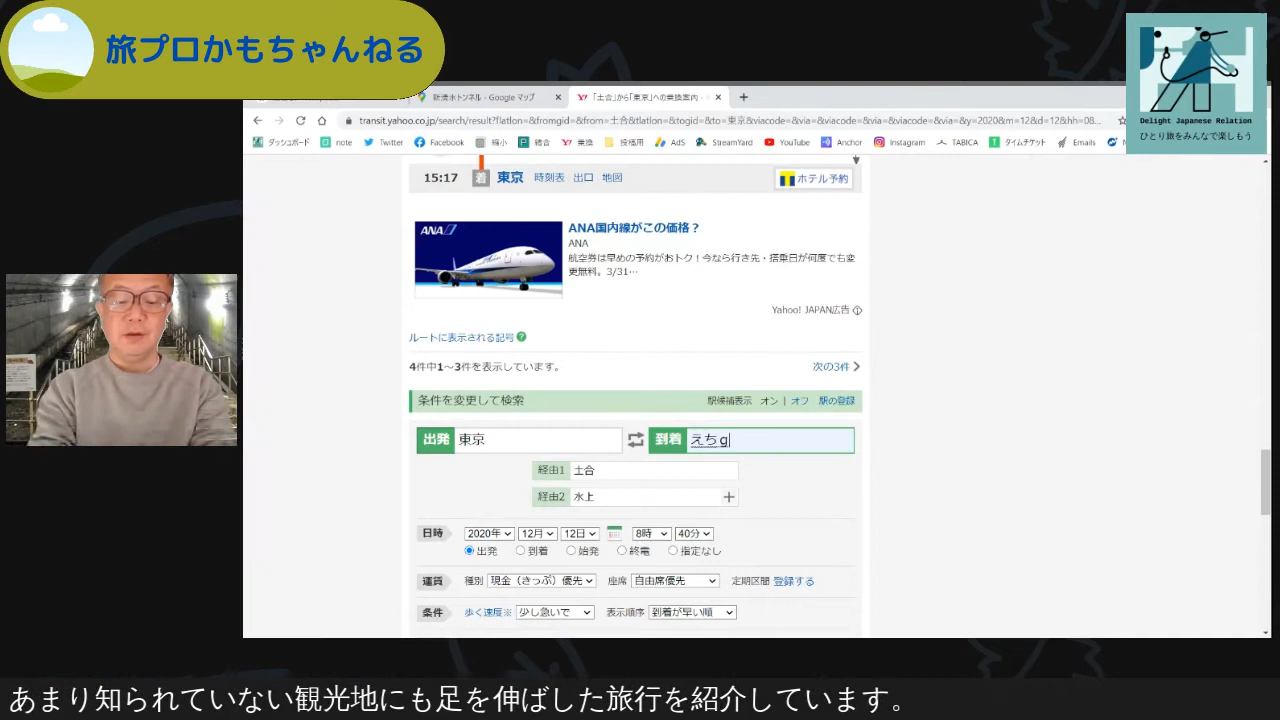 旅プロかもちゃんねる
Delight Japanese Relation
ひとり旅をみんなで楽しもう
新清水トンネル - Google マップ
「土合」から「東京」への乗換案内 -
transit.yahoo.co.jp/search/result?flatlon=&fromgid=&from=土合&tlatlon=&togid=&to=東京&viacode=&via=&viacode=&via=&viacode=&via=&y=2020&m=12&d=12&hh=08...
ダッシュボード note Twitter Facebook 縮小 結合 乗換 投稿用 AdS StreamYard YouTube Anchor Instagram TABICA タイムチケット Emails
15:17 着 東京 時刻表 出口 地図 ホテル予約
ANA
ANA国内線がこの価格？
ANA
航空券は早めの予約がおトク！今なら行き先・搭乗日が何度でも変
更無料。3/31…
Yahoo! JAPAN広告
ルートに表示される記号
4件中1～3件を表示しています。 次の3件
条件を変更して検索 駅候補表示 オン | オフ 駅の登録
出発 東京 到着 えちg
経由1 土合
経由2 水上
日時 2020年 12月 12日 8時 40分
出発 到着 始発 終電 指定なし
運賃 種別 現金（きっぷ）優先 座席 自由席優先 定期区間 登録する
条件 歩く速度※ 少し急いで 表示順序 到着が早い順
あまり知られていない観光地にも足を伸ばした旅行を紹介しています。